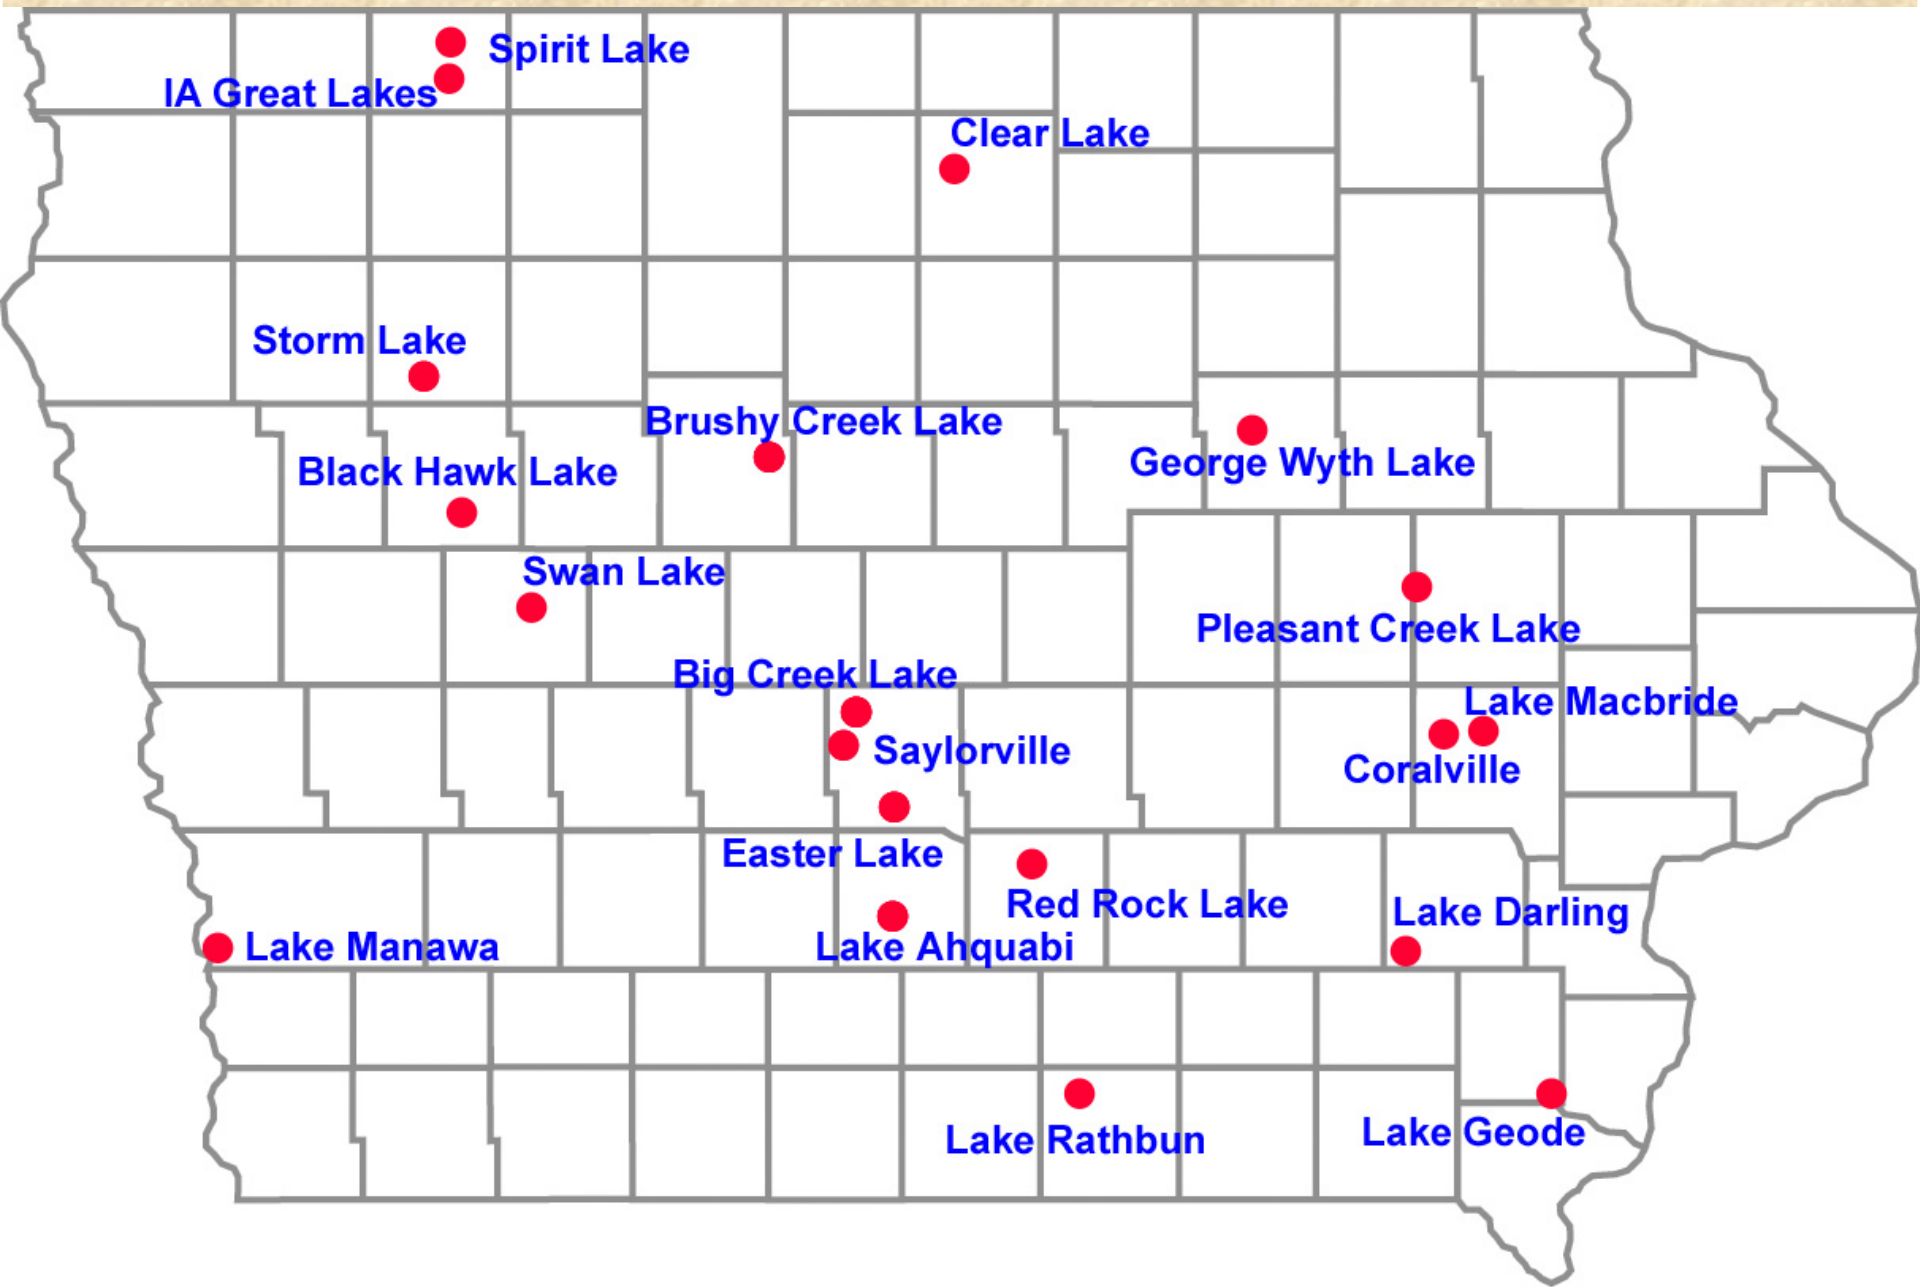 Spirit Lake
IA Great Lakes
Clear Lake
Storm Lake
Brushy Creek Lake
George Wyth Lake
Black Hawk Lake
Swan Lake
Pleasant Creek Lake
Big Creek Lake
Lake Macbride
Saylorville
Coralville
Easter Lake
Red Rock Lake
Lake Darling
Lake Manawa
Lake Ahquabi
Lake Geode
Lake Rathbun